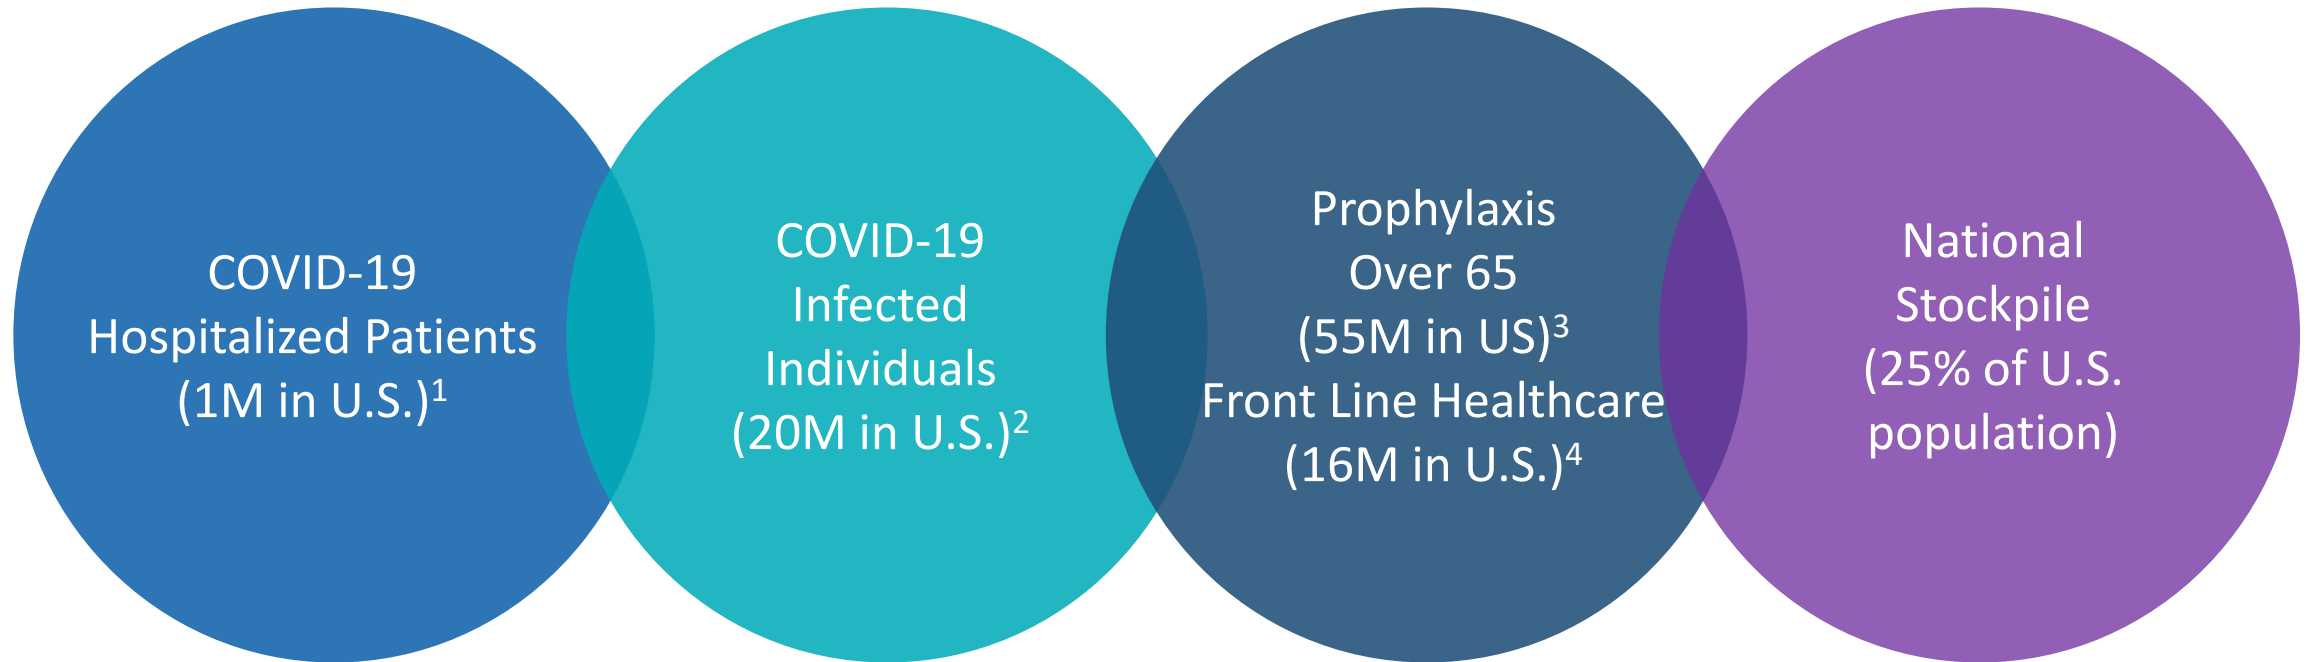 COVID-19
Hospitalized Patients
(1M in U.S.)¹
COVID-19
Infected
Individuals
(20M in U.S.)²
Prophylaxis
Over 65
(55M in US)³
Front Line Healthcare
(16M in U.S.)⁴
National
Stockpile
(25% of U.S.
population)